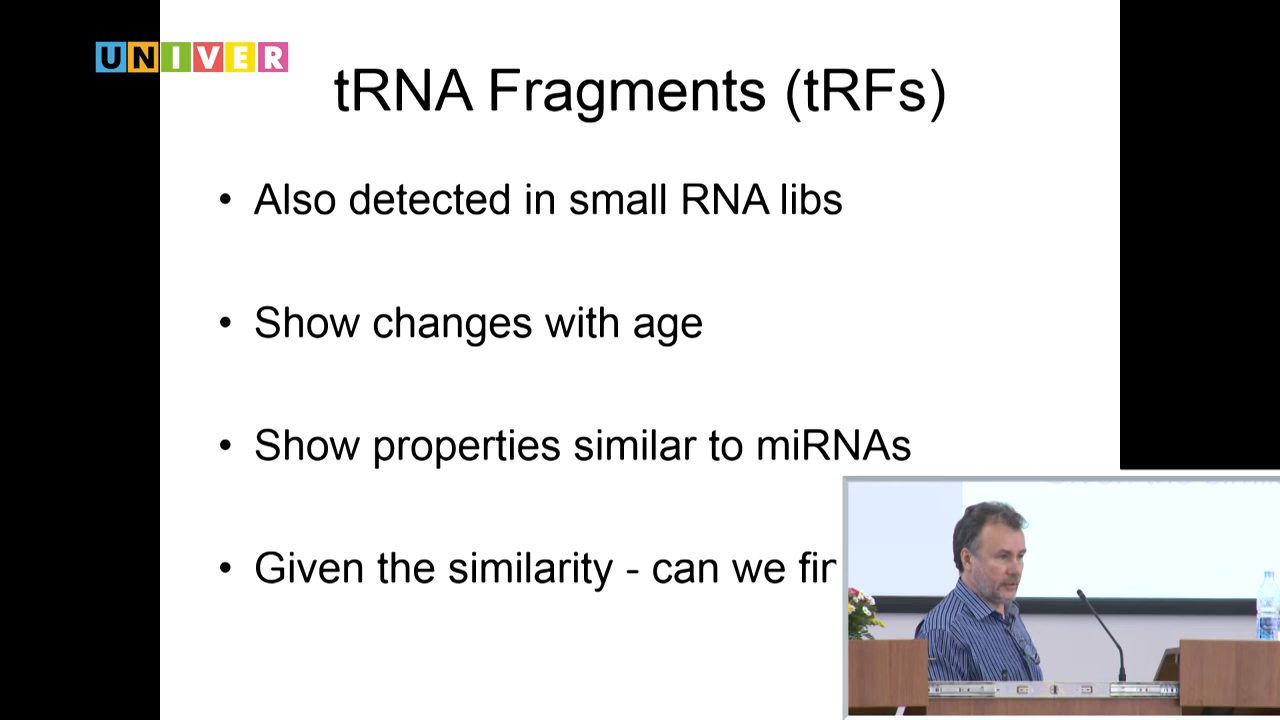 UNIVER
tRNA Fragments (tRFs)
• Also detected in small RNA libs
• Show changes with age
• Show properties similar to miRNAs
• Given the similarity - can we